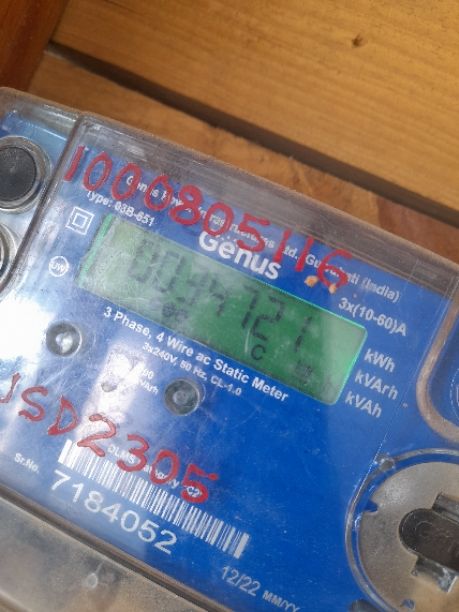 1000805116
Type: 03B-651
Genus
3x(10-60)A
kWh
kVArh
kVAh
3 Phase, 4 Wire ac Static Meter
3x240V, 50 Hz, CL-1.0
JSD2305
Sr.No.
7184052
12/22 MM/YY